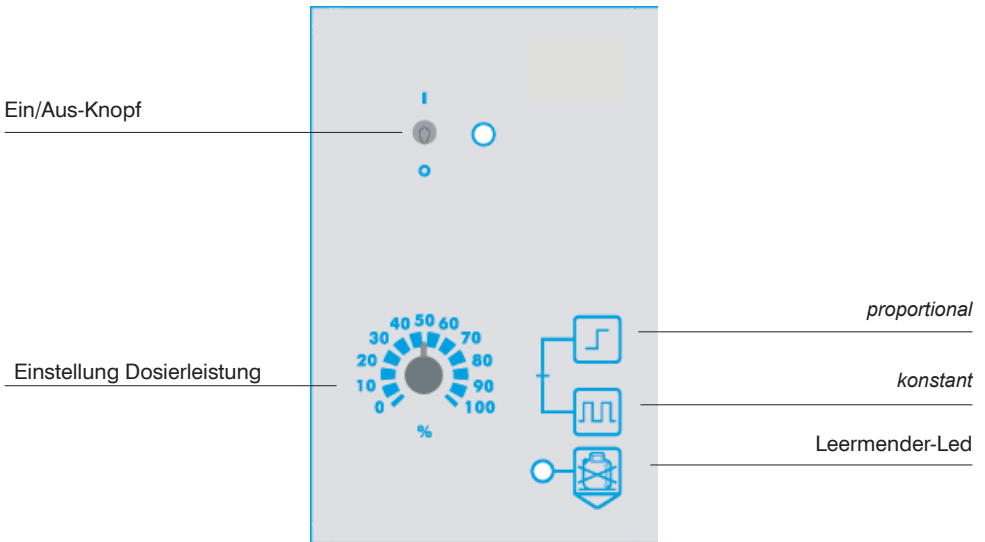 Ein/Aus-Knopf
proportional
40 50 60
30 70
20 80
Einstellung Dosierleistung
10 90
konstant
0 100
%
Leermender-Led